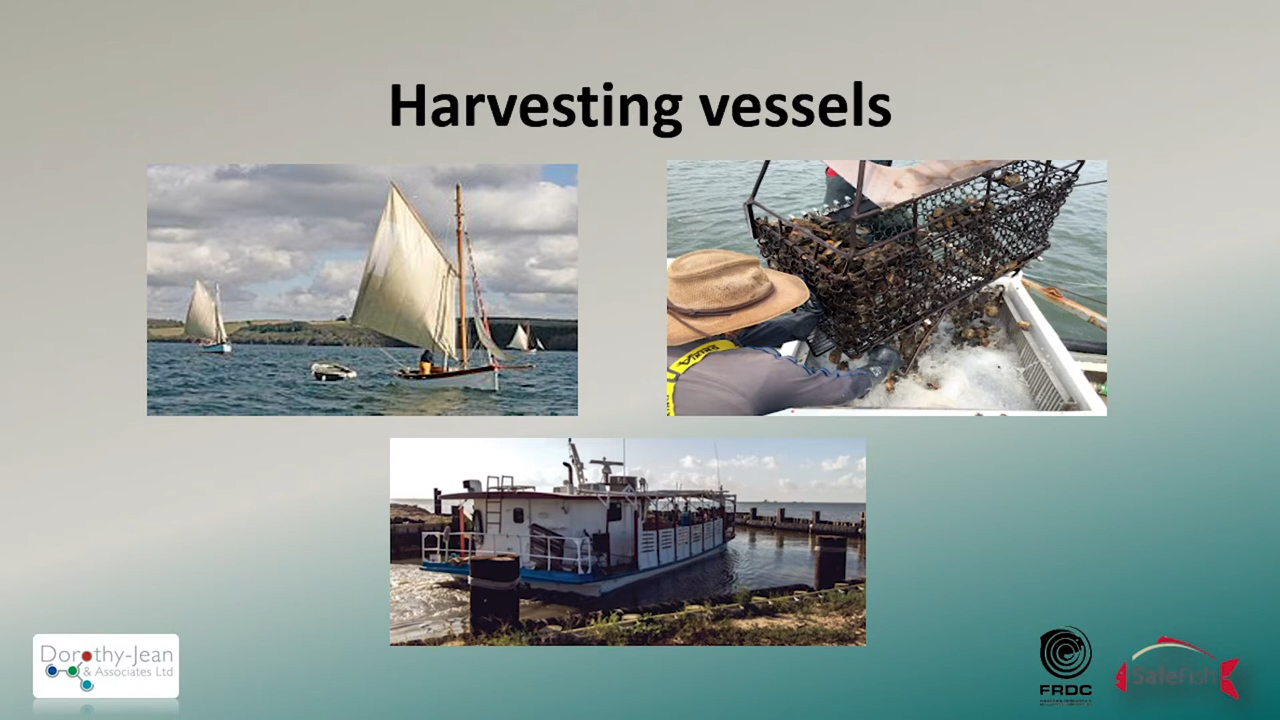 Harvesting vessels
Dorothy-Jean
& Associates Ltd
FRDC
SafeFish